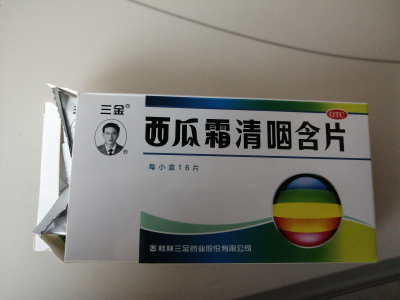 三金®
OTC
西瓜霜清咽含片
每小盒16片
桂林三金药业股份有限公司